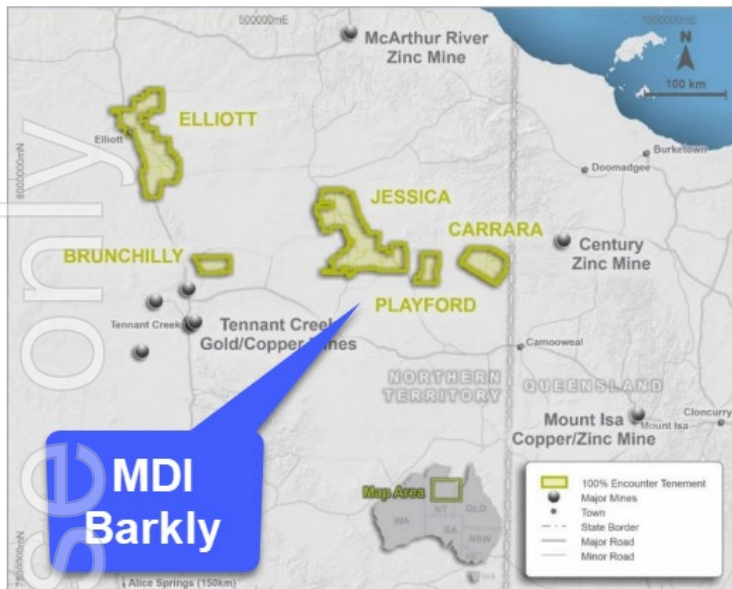 500000mE
1000000mE
McArthur River
Zinc Mine
N
100 km
ELLIOTT
Elliott
Burketown
Doomadgee
8000000mN
JESSICA
CARRARA
BRUNCHILLY
Century
Zinc Mine
PLAYFORD
Tennant Creek
Tennant Creek
Gold/Copper Mines
Camooweal
NORTHERN
TERRITORY
QUEENSLAND
Mount Isa
Copper/Zinc Mine
Mount Isa
Cloncurry
MDI
Barkly
Map Area
WA
NT
QLD
SA
NSW
100% Encounter Tenement
Major Mines
Town
State Border
Major Road
Minor Road
Alice Springs (150km)
se only